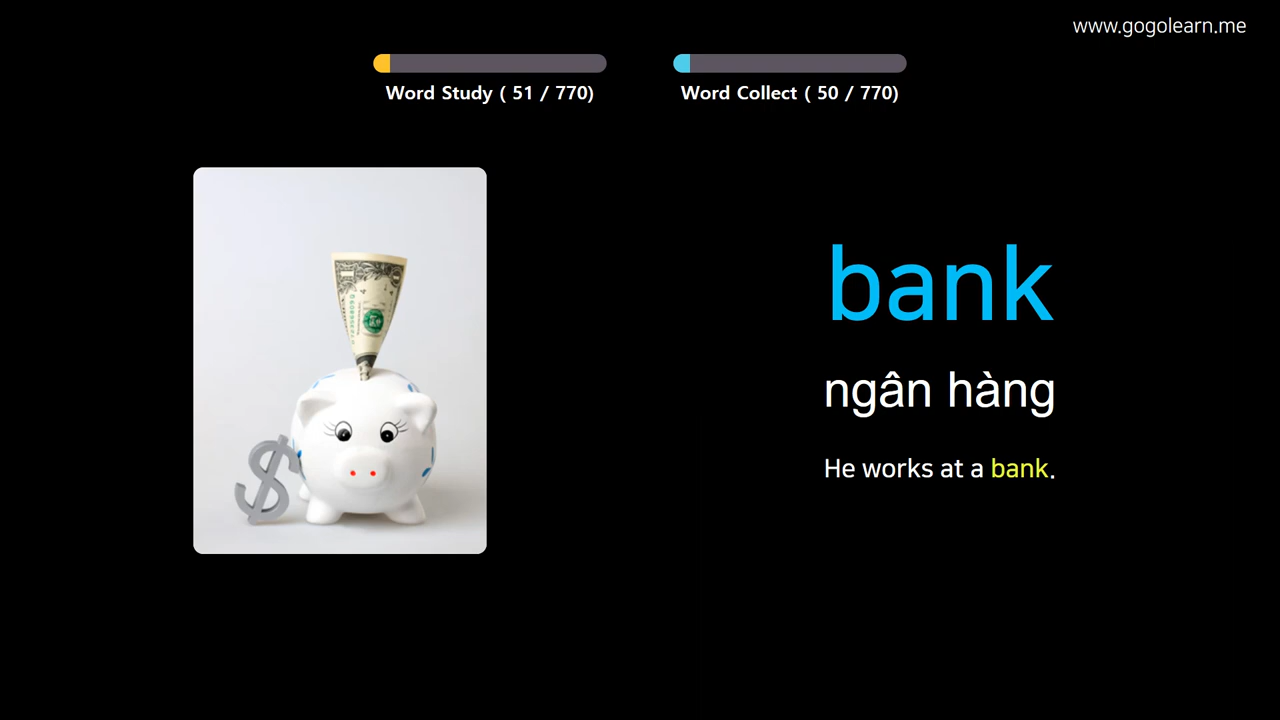 www.gogolearn.me
Word Study ( 51 / 770)
Word Collect ( 50 / 770)
bank
ngân hàng
He works at a bank.
$